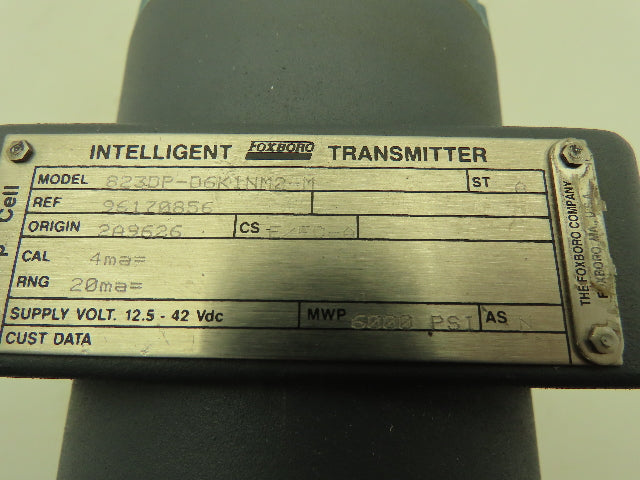 INTELLIGENT FOXBORO TRANSMITTER
MODEL 823DP-D6K1NM2-M ST A
REF 961Z0856
ORIGIN 2A9626 CS
CAL 4ma=
RNG 20ma=
SUPPLY VOLT. 12.5 - 42 Vdc MWP 6000 PSI AS N
CUST DATA
Cell
THE FOXBORO COMPANY
FOXBORO, MA,